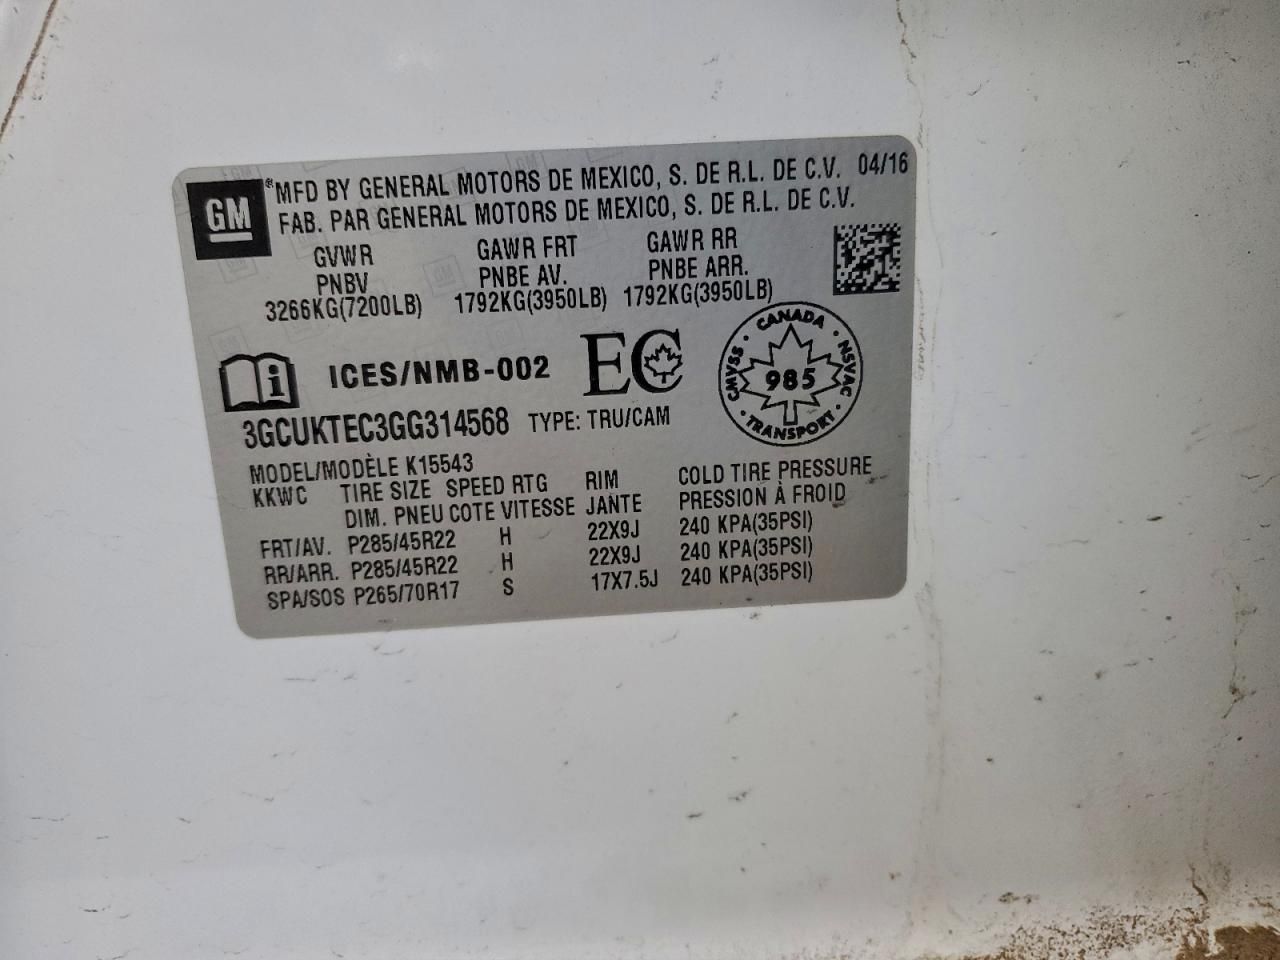 GM
® MFD BY GENERAL MOTORS DE MEXICO, S. DE R.L. DE C.V. 04/16
FAB. PAR GENERAL MOTORS DE MEXICO, S. DE R.L. DE C.V.
GVWR GAWR FRT GAWR RR
PNBV PNBE AV. PNBE ARR.
3266KG(7200LB) 1792KG(3950LB) 1792KG(3950LB)
ICES/NMB-002 EC
CANADA · NSVAC · TRANSPORT · CMVSS ·
985
3GCUKTEC3GG314568 TYPE: TRU/CAM
MODEL/MODÈLE K15543
KKWC TIRE SIZE SPEED RTG RIM COLD TIRE PRESSURE
DIM. PNEU COTE VITESSE JANTE PRESSION À FROID
FRT/AV. P285/45R22 H 22X9J 240 KPA(35PSI)
RR/ARR. P285/45R22 H 22X9J 240 KPA(35PSI)
SPA/SOS P265/70R17 S 17X7.5J 240 KPA(35PSI)